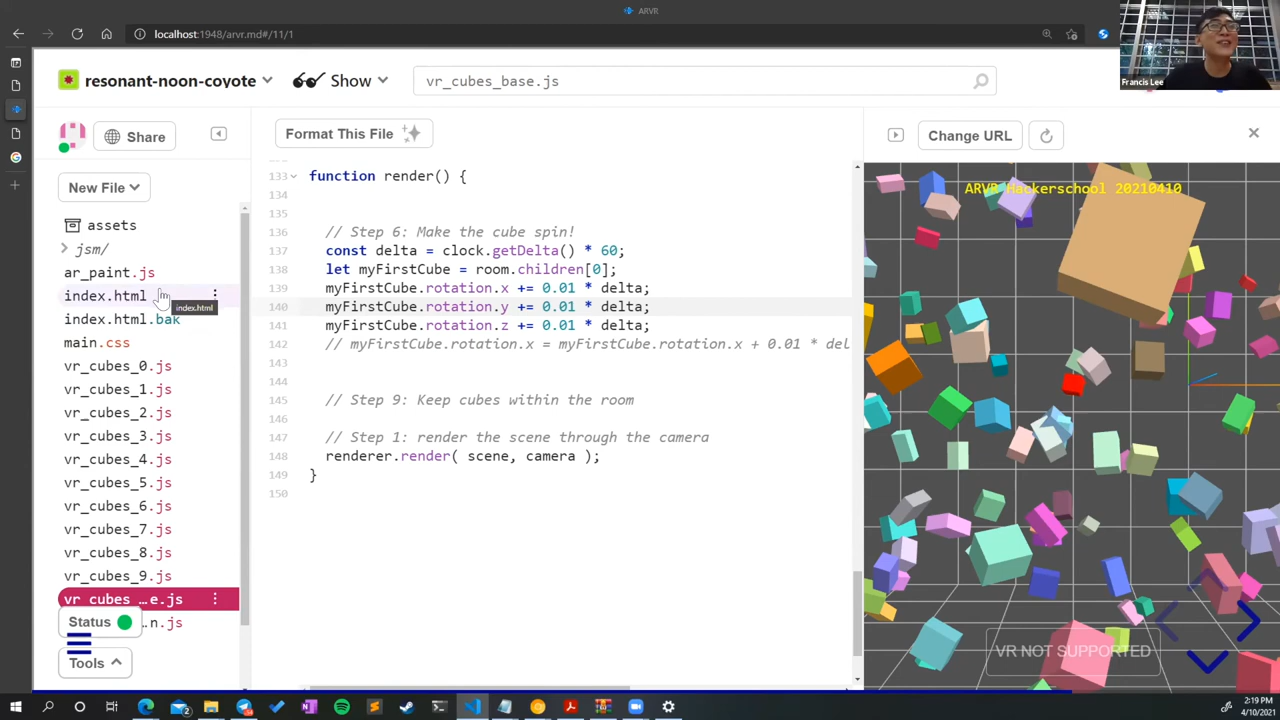 ARVR
localhost:1948/arvr.md#/11/1
Francis Lee
resonant-noon-coyote
Show
vr_cubes_base.js
Share
Format This File
Change URL
New File
assets
jsm/
ar_paint.js
index.html
index.html
index.html.bak
main.css
vr_cubes_0.js
vr_cubes_1.js
vr_cubes_2.js
vr_cubes_3.js
vr_cubes_4.js
vr_cubes_5.js
vr_cubes_6.js
vr_cubes_7.js
vr_cubes_8.js
vr_cubes_9.js
vr cubes …e.js
…n.js
Status
Tools
133 function render() {
134
135
136 // Step 6: Make the cube spin!
137 const delta = clock.getDelta() * 60;
138 let myFirstCube = room.children[0];
139 myFirstCube.rotation.x += 0.01 * delta;
140 myFirstCube.rotation.y += 0.01 * delta;
141 myFirstCube.rotation.z += 0.01 * delta;
142 // myFirstCube.rotation.x = myFirstCube.rotation.x + 0.01 * del
143
144
145 // Step 9: Keep cubes within the room
146
147 // Step 1: render the scene through the camera
148 renderer.render( scene, camera );
149 }
150
ARVR Hackerschool 20210410
VR NOT SUPPORTED
2:19 PM
4/10/2021